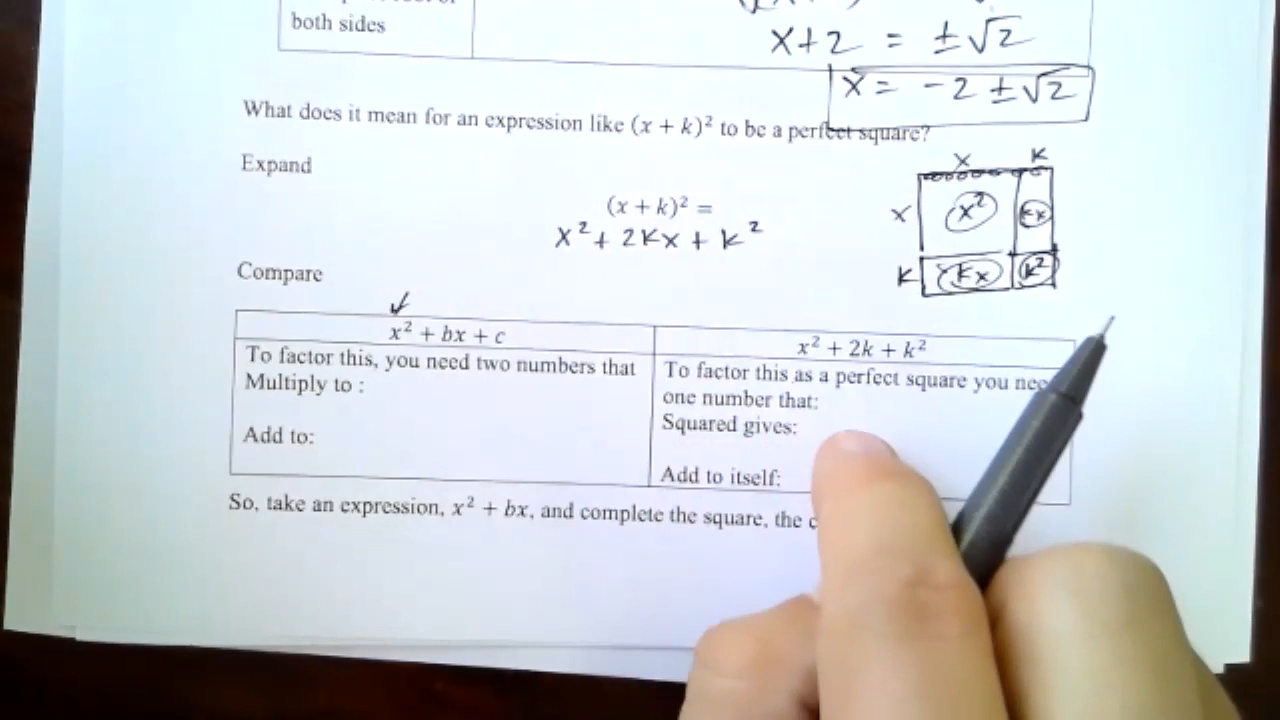 both sides
x+2 = ±√2
x = -2 ±√2
What does it mean for an expression like (x + k)² to be a perfect square?
Expand
x k
(x + k)² =
x² + 2kx + k²
x x² kx
k kx k²
Compare
x² + bx + c
x² + 2k + k²
To factor this, you need two numbers that
Multiply to :
Add to:
To factor this as a perfect square you
one number that:
Squared gives:
Add to itself:
So, take an expression, x² + bx, and complete the square, the